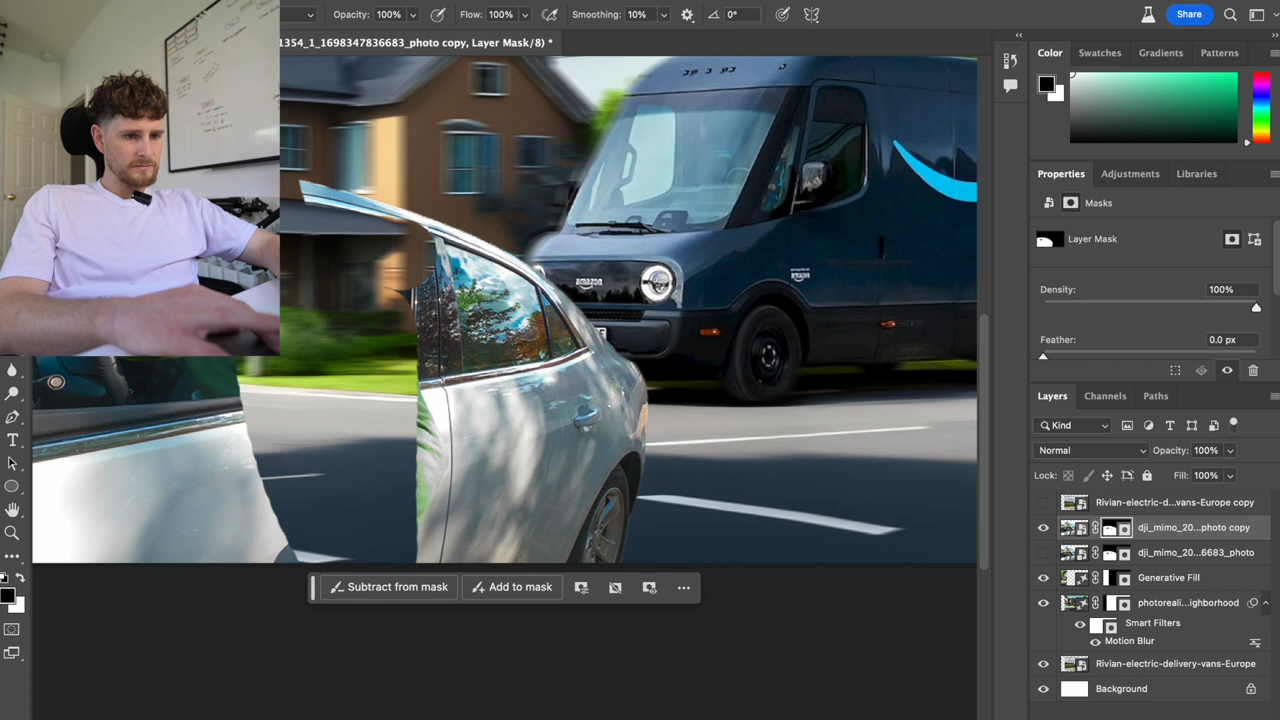 Opacity: 100% Flow: 100% Smoothing: 10% 0° Share
1354_1_1698347836683_photo copy, Layer Mask/8) *
Color Swatches Gradients Patterns
Properties Adjustments Libraries
Masks
Layer Mask
Density: 100%
Feather: 0.0 px
Layers Channels Paths
Kind
Normal Opacity: 100%
Lock: Fill: 100%
Rivian-electric-d...vans-Europe copy
dji_mimo_20...photo copy
dji_mimo_20...6683_photo
Generative Fill
photoreali...ighborhood
Smart Filters
Motion Blur
Rivian-electric-delivery-vans-Europe
Background
amazon
amazon
Subtract from mask Add to mask
T